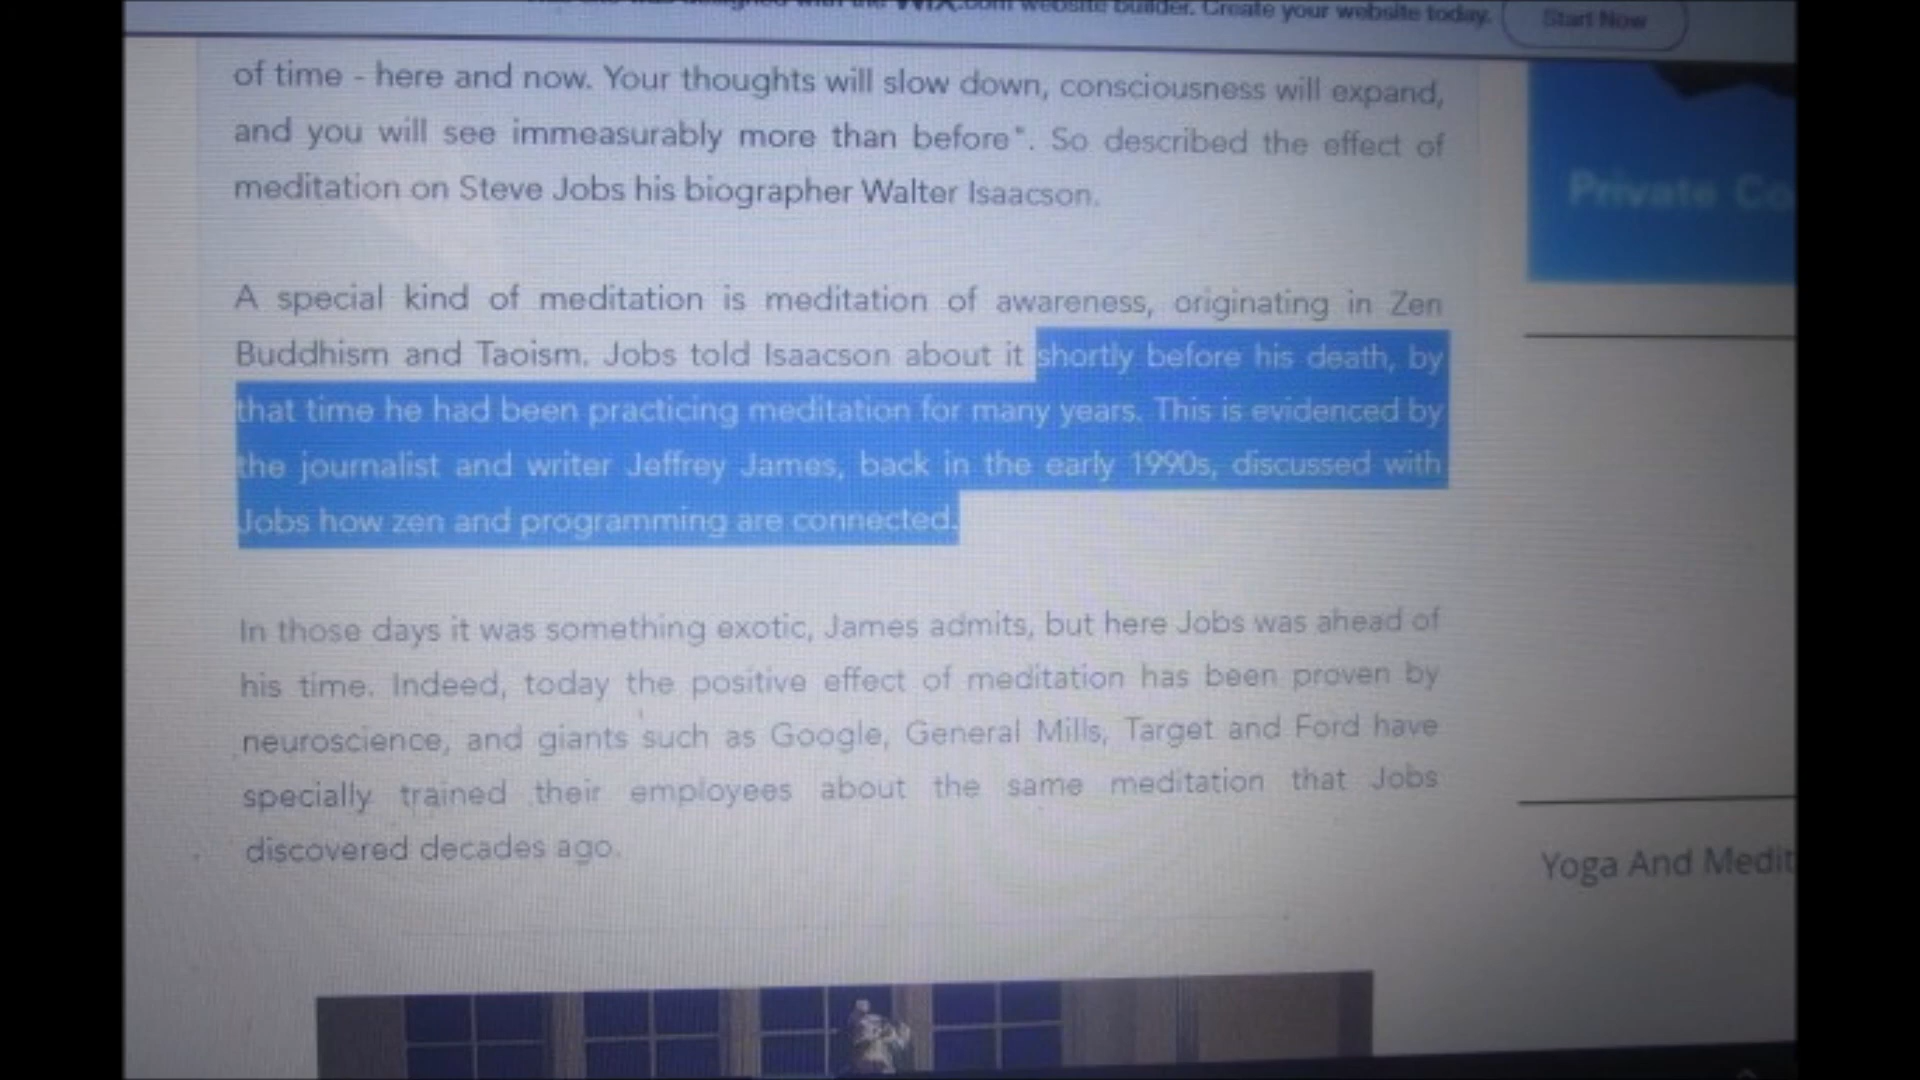 website builder. Create your website today.
Start Now
of time - here and now. Your thoughts will slow down, consciousness will expand,
and you will see immeasurably more than before". So described the effect of
meditation on Steve Jobs his biographer Walter Isaacson.
Private Co
A special kind of meditation is meditation of awareness, originating in Zen
Buddhism and Taoism. Jobs told Isaacson about it shortly before his death, by
that time he had been practicing meditation for many years. This is evidenced by
the journalist and writer Jeffrey James, back in the early 1990s, discussed with
Jobs how zen and programming are connected.
In those days it was something exotic, James admits, but here Jobs was ahead of
his time. Indeed, today the positive effect of meditation has been proven by
neuroscience, and giants such as Google, General Mills, Target and Ford have
specially trained their employees about the same meditation that Jobs
discovered decades ago.
Yoga And Medit